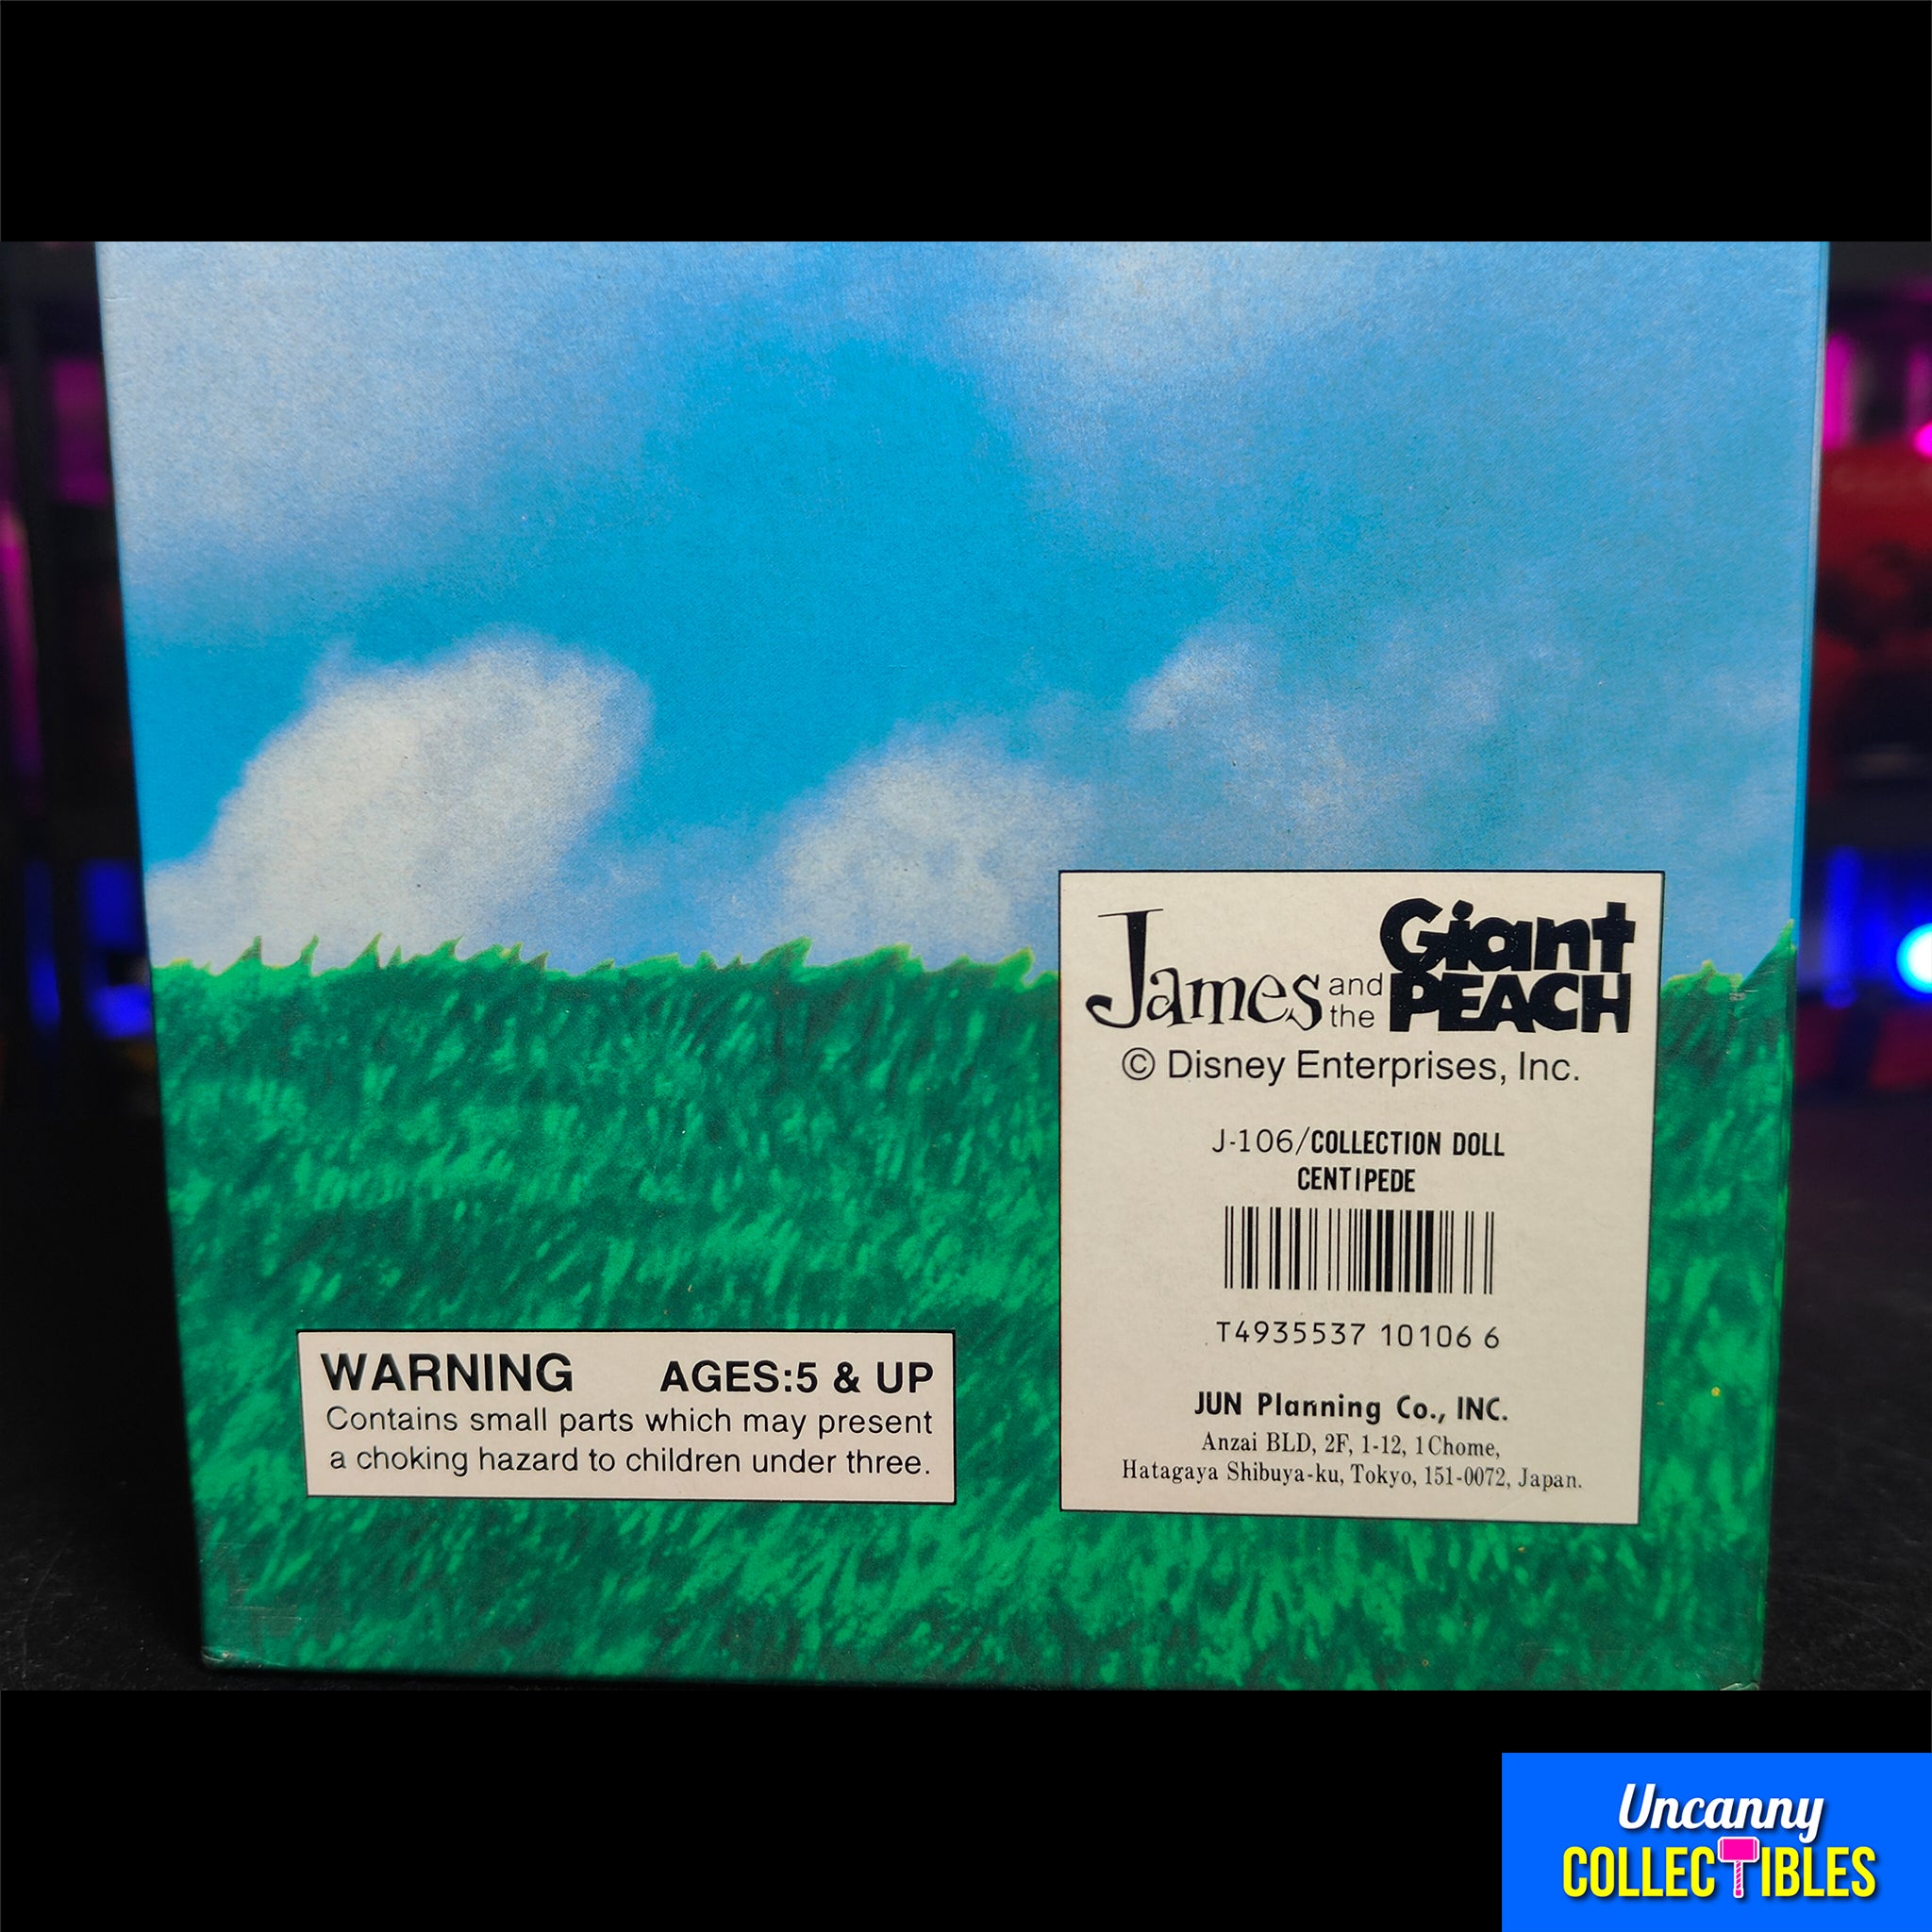 James and the Giant PEACH
© Disney Enterprises, Inc.
J-106/COLLECTION DOLL
CENTIPEDE
T4935537 10106 6
JUN Planning Co., INC.
Anzai BLD, 2F, 1-12, 1Chome,
Hatagaya Shibuya-ku, Tokyo, 151-0072, Japan.
WARNING AGES:5 & UP
Contains small parts which may present
a choking hazard to children under three.
Uncanny
COLLECTIBLES